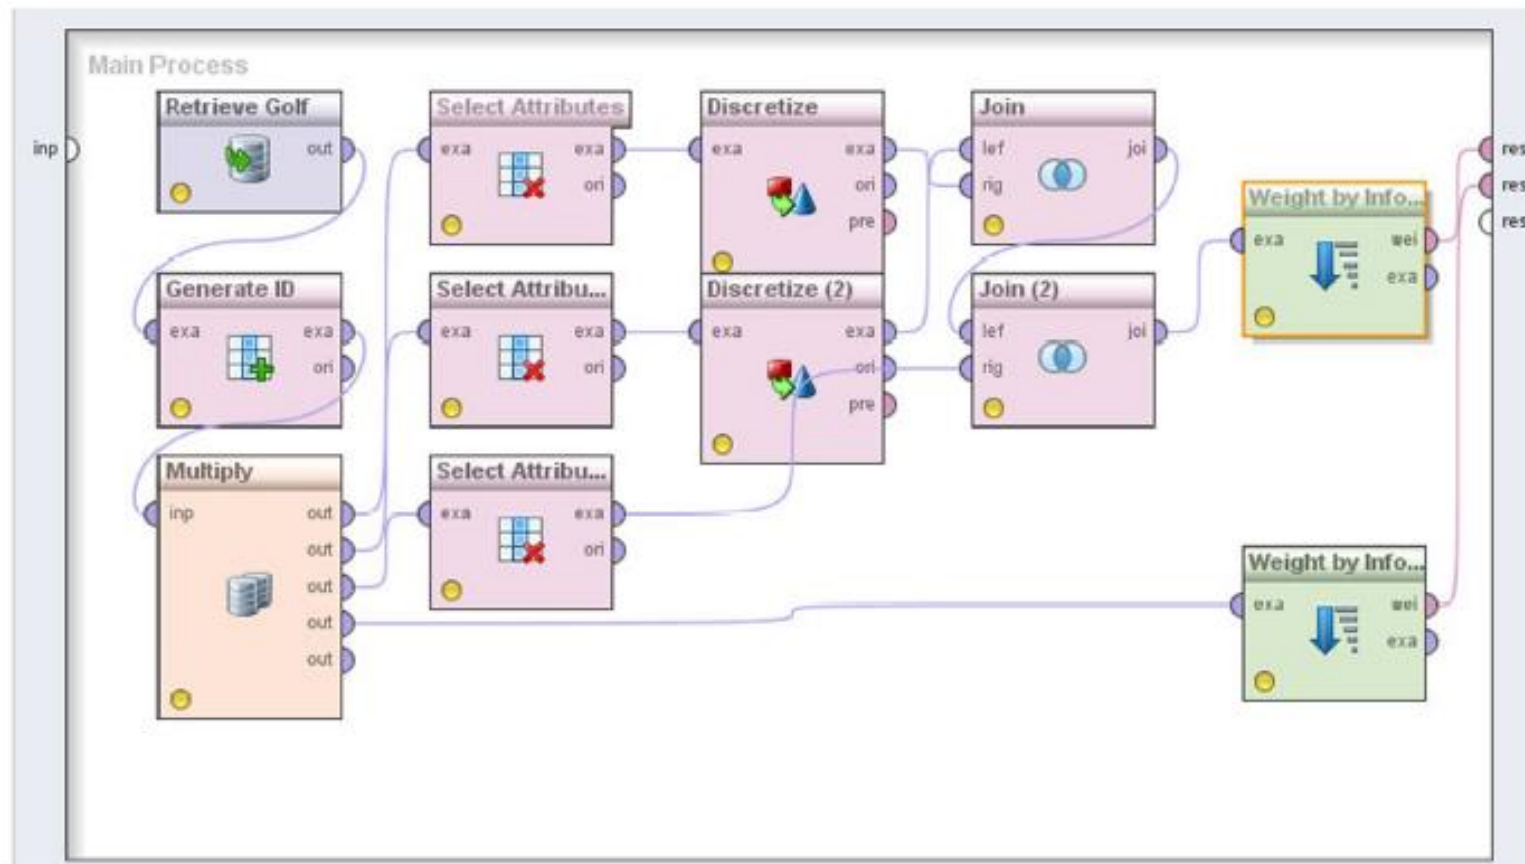 Main Process
Retrieve Golf
Select Attributes
Discretize
Join
inp
out
exa
exa
exa
exa
lef
joi
res
ori
ori
rig
res
pre
Weight by Info...
res
exa
wei
exa
Generate ID
Select Attribu...
Discretize (2)
Join (2)
exa
exa
exa
exa
exa
exa
lef
joi
ori
ori
ori
rig
pre
Multiply
Select Attribu...
inp
out
exa
exa
out
ori
out
out
out
Weight by Info...
exa
wei
exa